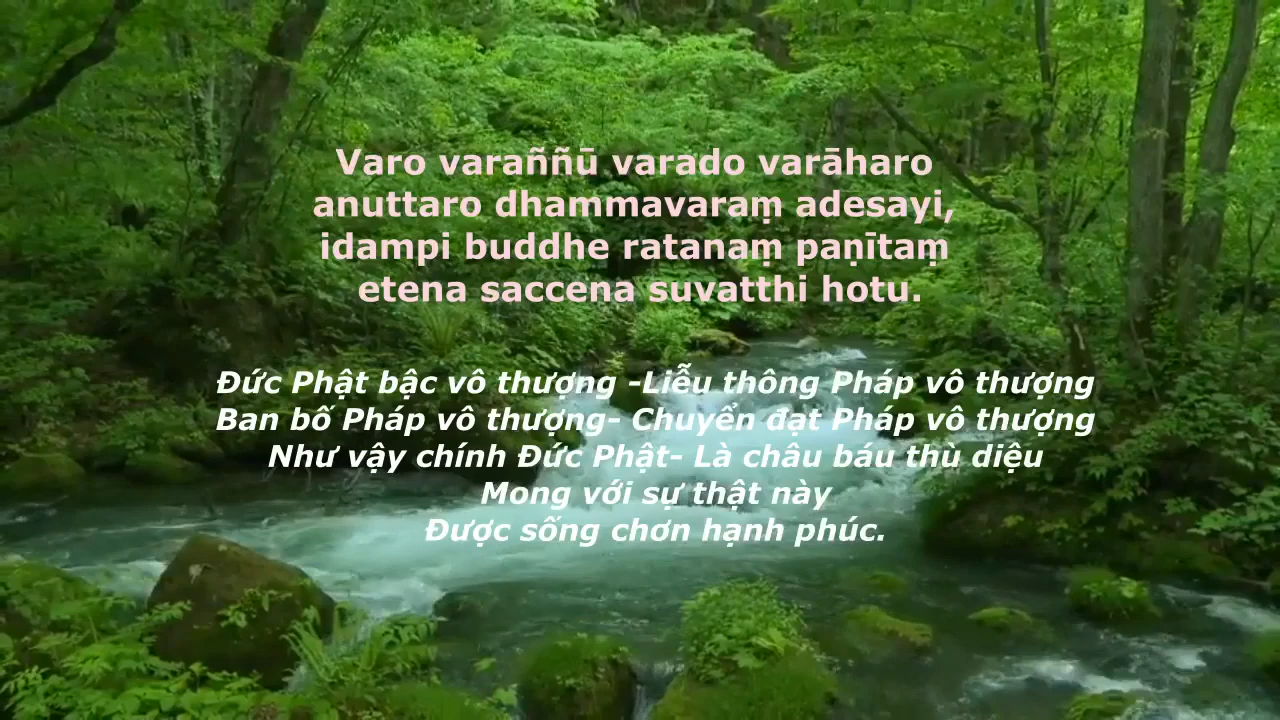 Varo varaññū varado varāharo
anuttaro dhammavaraṃ adesayi,
idampi buddhe ratanaṃ paṇītaṃ
etena saccena suvatthi hotu.
Đức Phật bậc vô thượng -Liễu thông Pháp vô thượng
Ban bố Pháp vô thượng- Chuyển đạt Pháp vô thượng
Như vậy chính Đức Phật- Là châu báu thù diệu
Mong với sự thật này
Được sống chơn hạnh phúc.